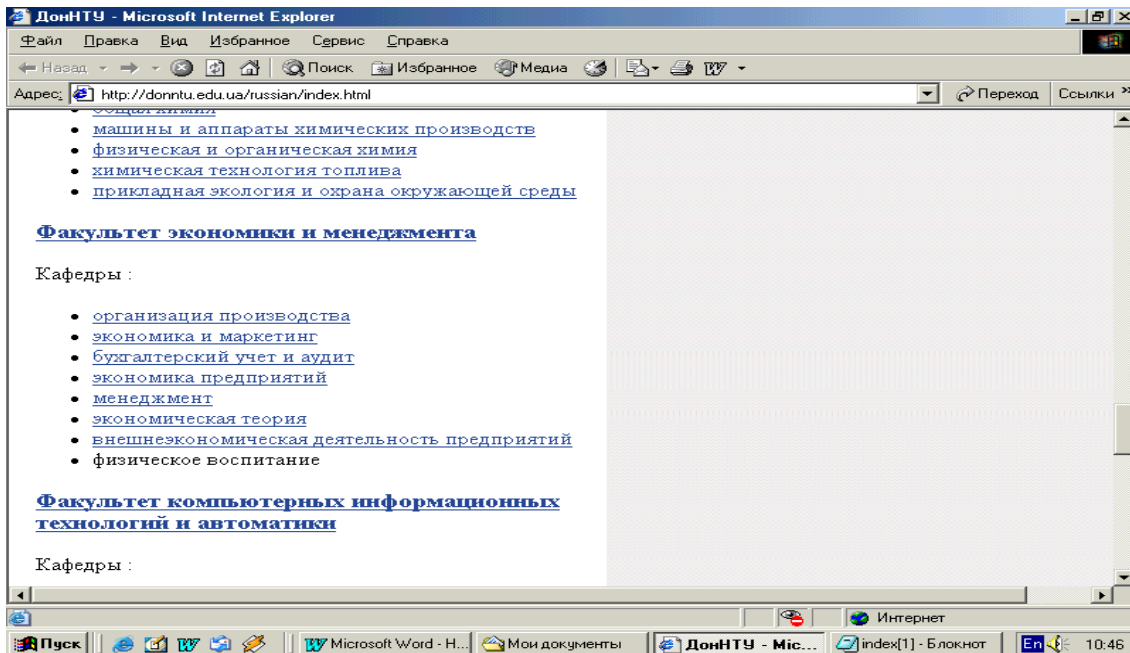 ДонНТУ - Microsoft Internet Explorer
Файл Правка Вид Избранное Сервис Справка
Назад Поиск Избранное Медиа
Адрес: http://donntu.edu.ua/russian/index.html Переход Ссылки »
общая химия
машины и аппараты химических производств
физическая и органическая химия
химическая технология топлива
прикладная экология и охрана окружающей среды
Факультет экономики и менеджмента
Кафедры :
организация производства
экономика и маркетинг
бухгалтерский учет и аудит
экономика предприятий
менеджмент
экономическая теория
внешнеэкономическая деятельность предприятий
физическое воспитание
Факультет компьютерных информационных
технологий и автоматики
Кафедры :
Интернет
Пуск Microsoft Word - Н... Мои документы ДонНТУ - Mic... index[1] - Блокнот En 10:46